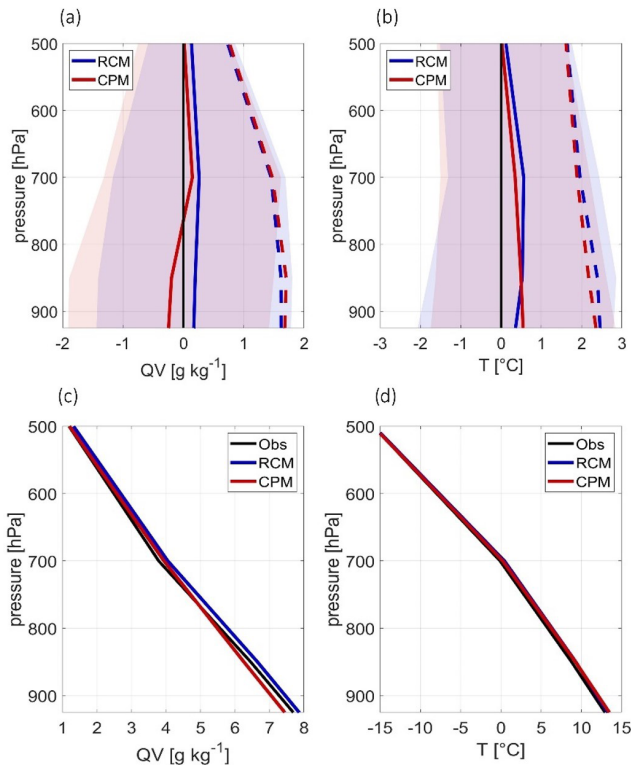 (a)
500
600
700
800
900
pressure [hPa]
RCM
CPM
-2 -1 0 1 2
QV [g kg-1]
(b)
500
600
700
800
900
pressure [hPa]
RCM
CPM
-3 -2 -1 0 1 2 3
T [°C]
(c)
500
600
700
800
900
pressure [hPa]
Obs
RCM
CPM
1 2 3 4 5 6 7 8
QV [g kg-1]
(d)
500
600
700
800
900
pressure [hPa]
Obs
RCM
CPM
-15 -10 -5 0 5 10 15
T [°C]